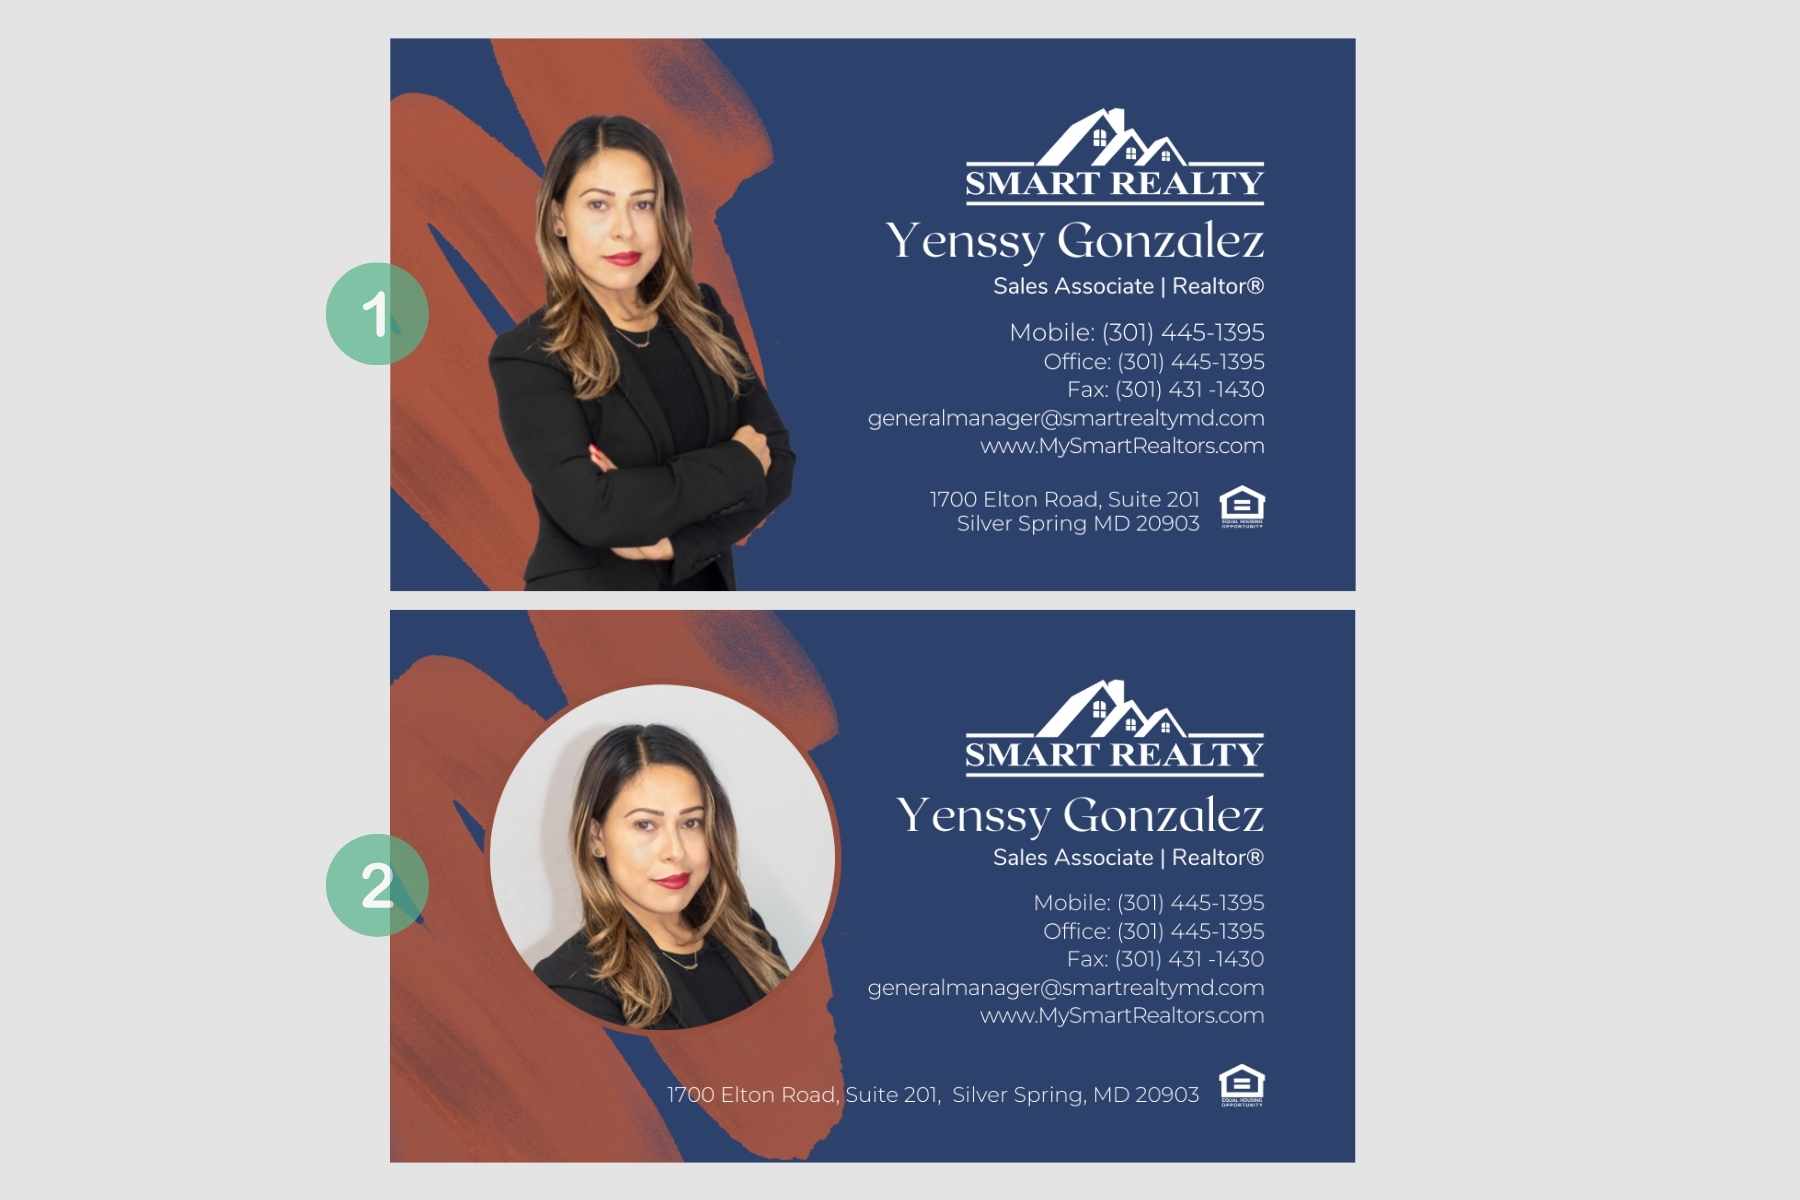 1
SMART REALTY
Yenssy Gonzalez
Sales Associate | Realtor®
Mobile: (301) 445-1395
Office: (301) 445-1395
Fax: (301) 431 -1430
generalmanager@smartrealtymd.com
www.MySmartRealtors.com
1700 Elton Road, Suite 201
Silver Spring MD 20903
EQUAL HOUSING
OPPORTUNITY
2
SMART REALTY
Yenssy Gonzalez
Sales Associate | Realtor®
Mobile: (301) 445-1395
Office: (301) 445-1395
Fax: (301) 431 -1430
generalmanager@smartrealtymd.com
www.MySmartRealtors.com
1700 Elton Road, Suite 201,  Silver Spring, MD 20903
EQUAL HOUSING
OPPORTUNITY